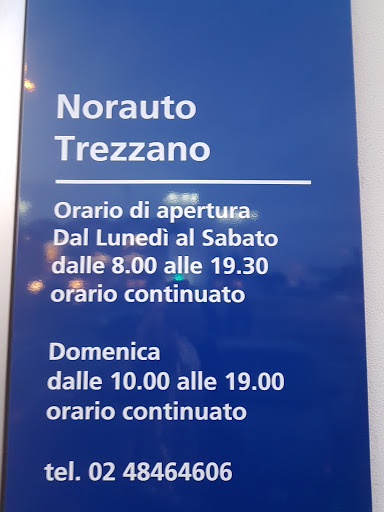 Norauto
Trezzano
Orario di apertura
Dal Lunedì al Sabato
dalle 8.00 alle 19.30
orario continuato
Domenica
dalle 10.00 alle 19.00
orario continuato
tel. 02 48464606